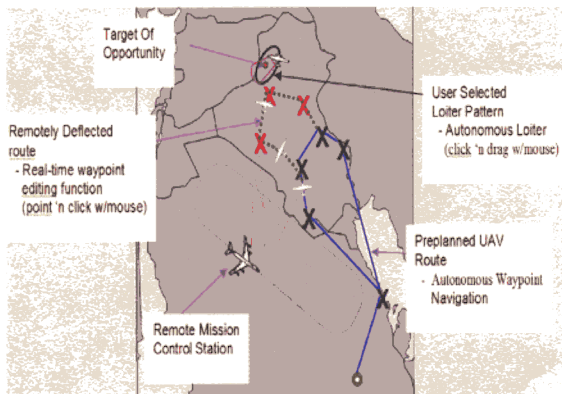 Target Of
Opportunity
User Selected
Loiter Pattern
- Autonomous Loiter
(click 'n drag w/mouse)
Remotely Deflected
route
- Real-time waypoint
editing function
(point 'n click w/mouse)
Preplanned UAV
Route
- Autonomous Waypoint
Navigation
Remote Mission
Control Station